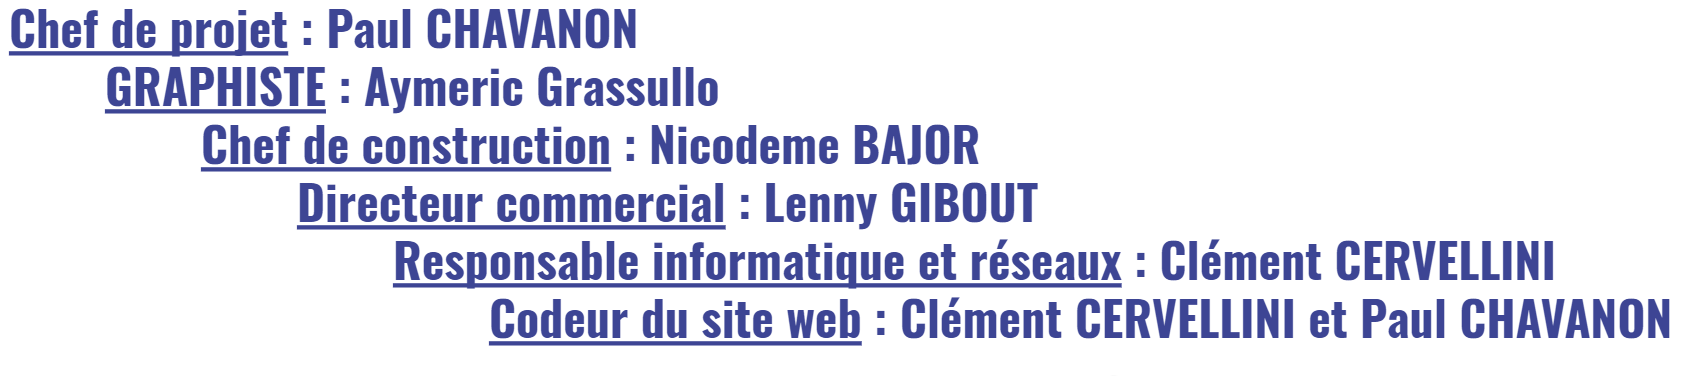 Chef de projet : Paul CHAVANON
GRAPHISTE : Aymeric Grassullo
Chef de construction : Nicodeme BAJOR
Directeur commercial : Lenny GIBOUT
Responsable informatique et réseaux : Clément CERVELLINI
Codeur du site web : Clément CERVELLINI et Paul CHAVANON